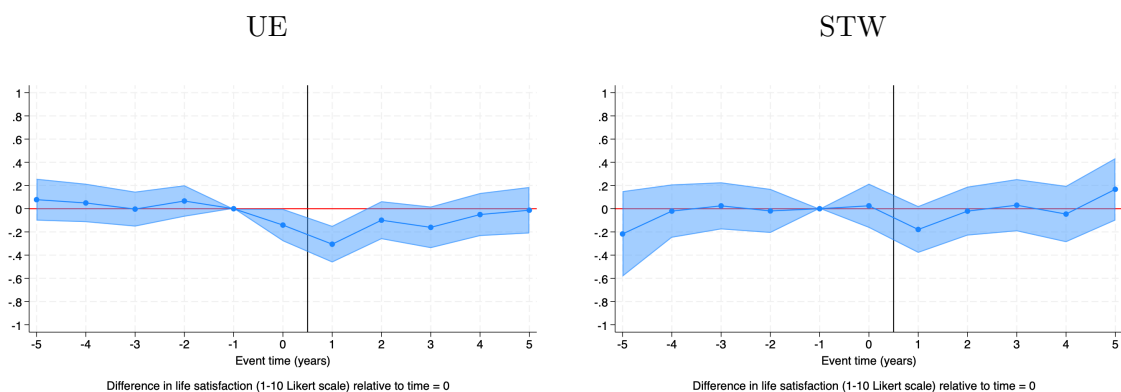 UE
STW
1
.8
.6
.4
.2
0
-.2
-.4
-.6
-.8
-1
-5 -4 -3 -2 -1 0 1 2 3 4 5
Event time (years)
Difference in life satisfaction (1-10 Likert scale) relative to time = 0
1
.8
.6
.4
.2
0
-.2
-.4
-.6
-.8
-1
-5 -4 -3 -2 -1 0 1 2 3 4 5
Event time (years)
Difference in life satisfaction (1-10 Likert scale) relative to time = 0